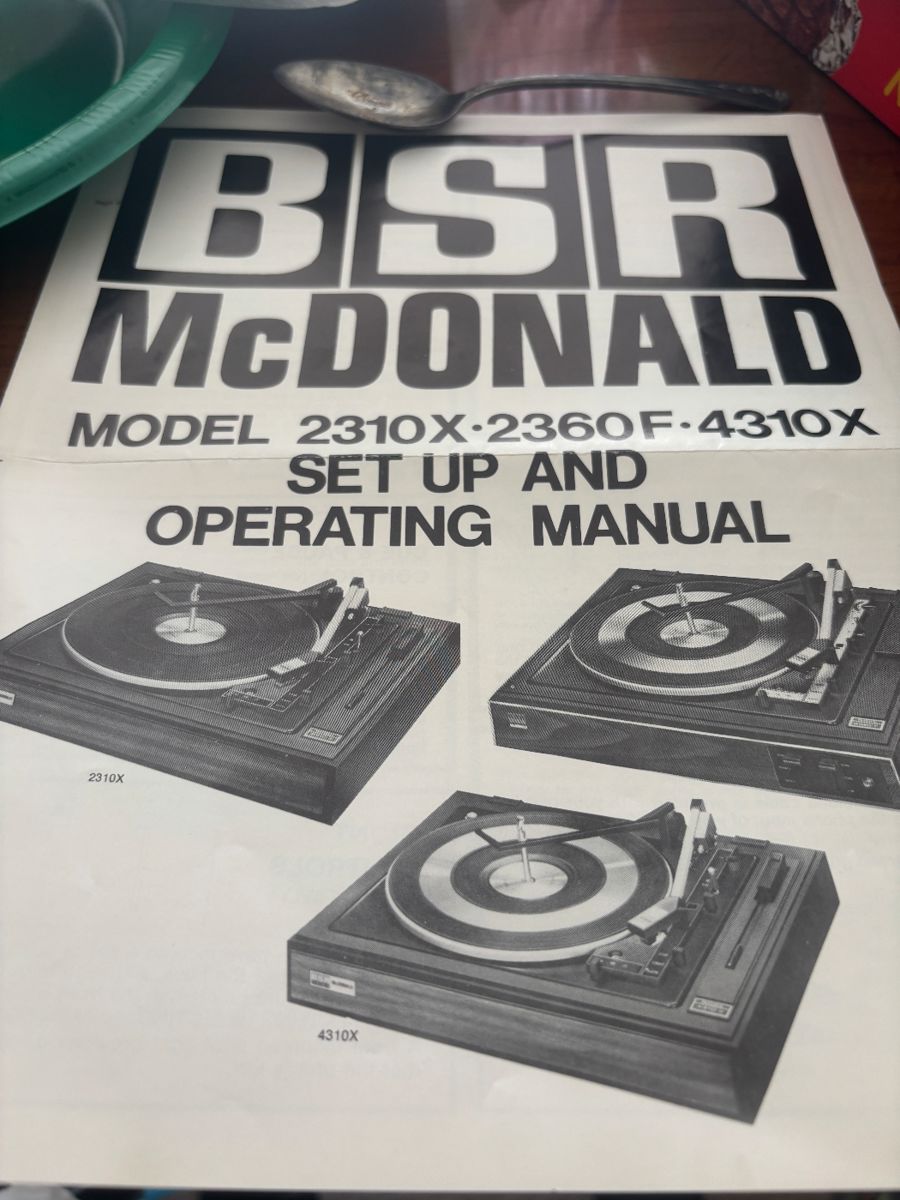 BSR
McDONALD
MODEL 2310X·2360F·4310X
SET UP AND
OPERATING MANUAL
2310X
4310X